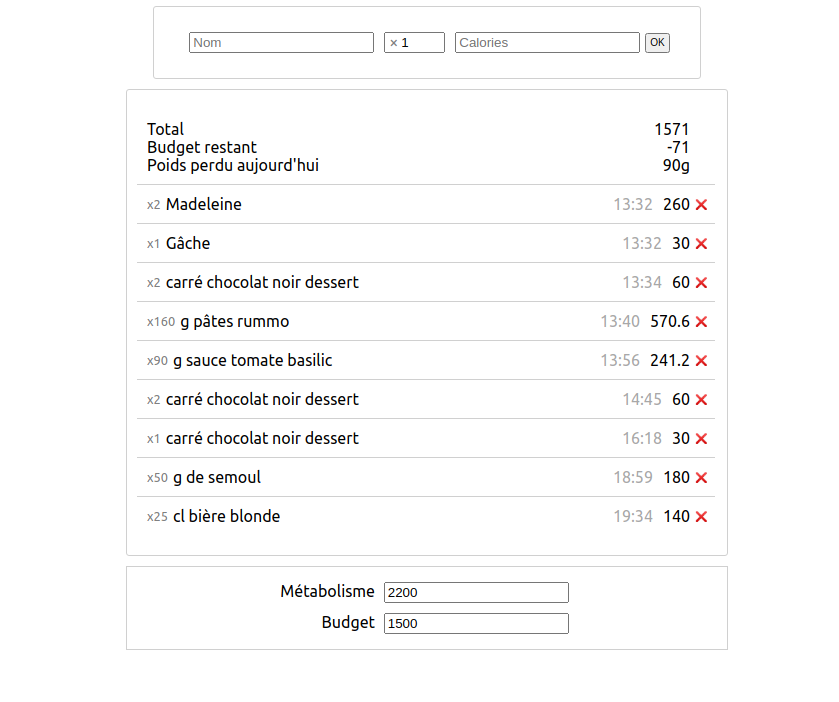 Nom × 1 Calories OK
Total 1571
Budget restant -71
Poids perdu aujourd'hui 90g
x2 Madeleine 13:32 260
x1 Gâche 13:32 30
x2 carré chocolat noir dessert 13:34 60
x160 g pâtes rummo 13:40 570.6
x90 g sauce tomate basilic 13:56 241.2
x2 carré chocolat noir dessert 14:45 60
x1 carré chocolat noir dessert 16:18 30
x50 g de semoul 18:59 180
x25 cl bière blonde 19:34 140
Métabolisme 2200
Budget 1500